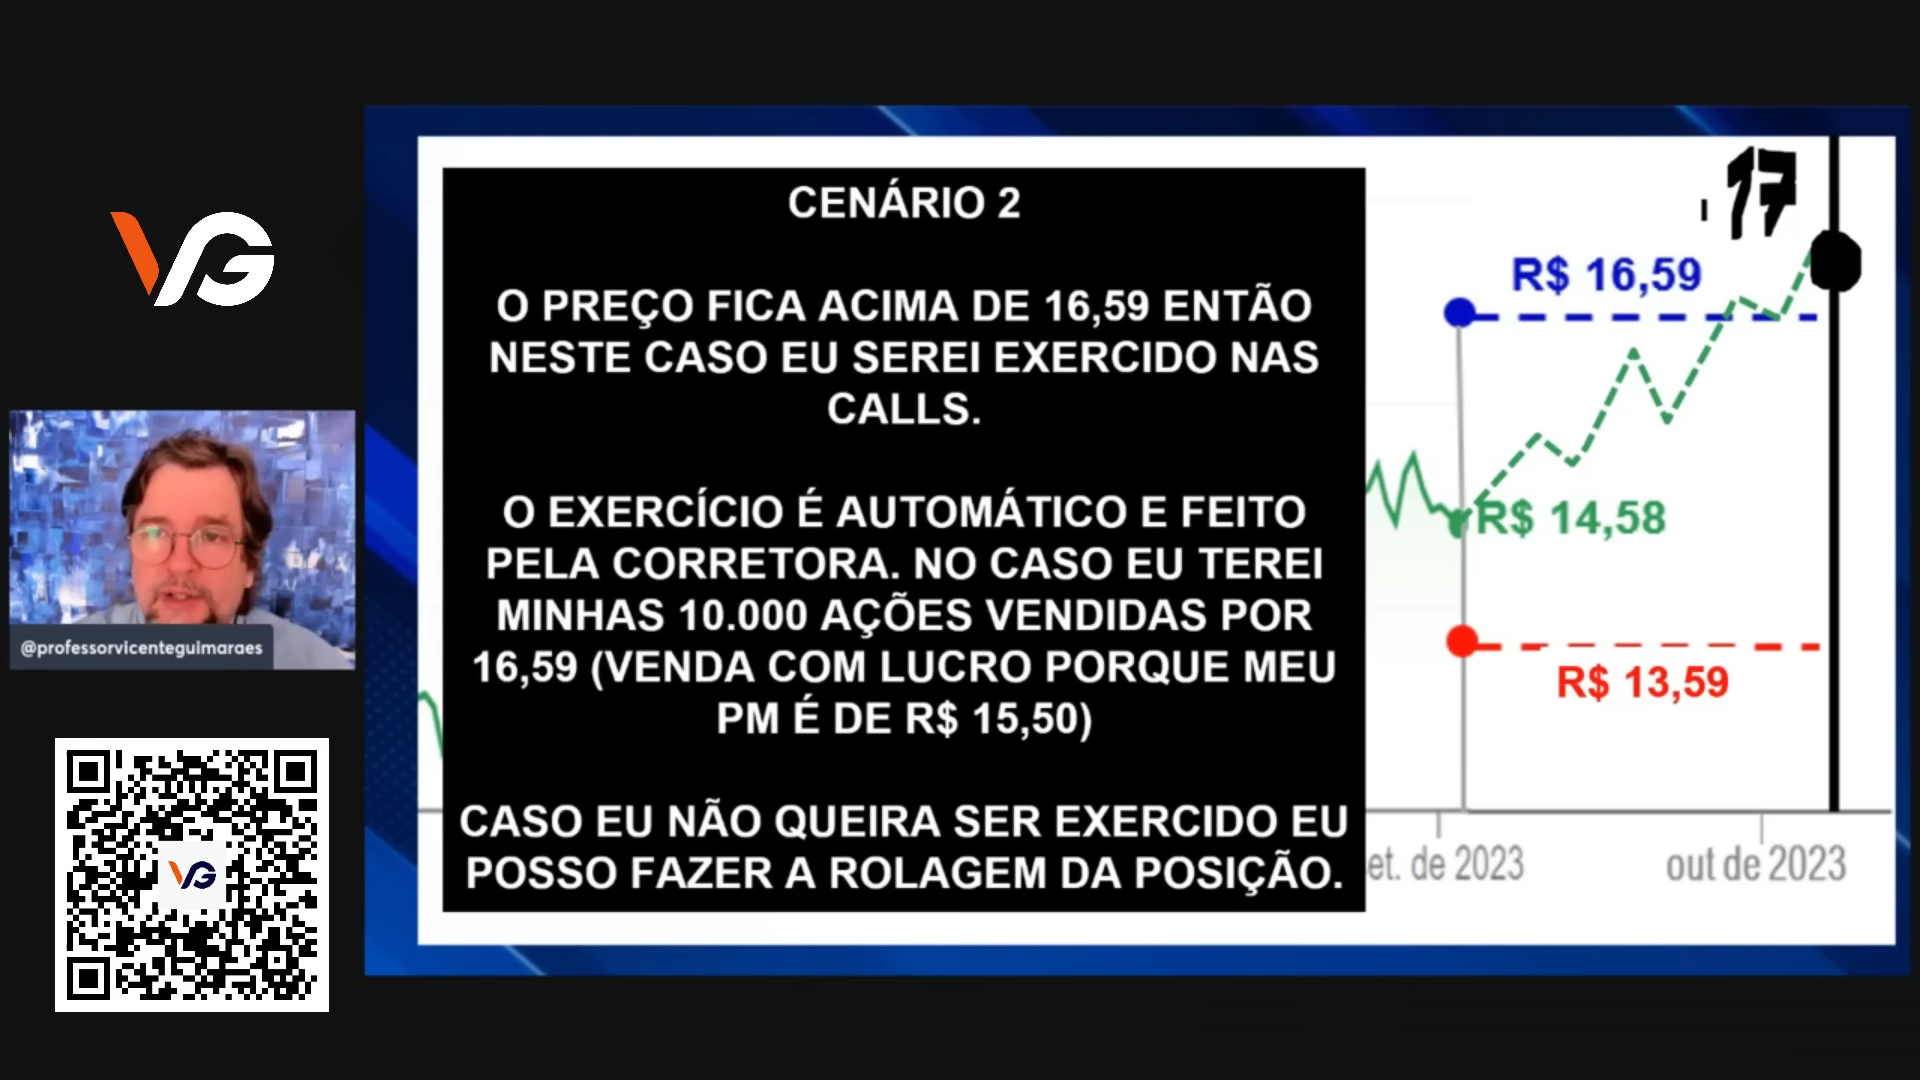 VG
@professorvicenteguimaraes
VG
CENÁRIO 2
O PREÇO FICA ACIMA DE 16,59 ENTÃO
NESTE CASO EU SEREI EXERCIDO NAS
CALLS.
O EXERCÍCIO É AUTOMÁTICO E FEITO
PELA CORRETORA. NO CASO EU TEREI
MINHAS 10.000 AÇÕES VENDIDAS POR
16,59 (VENDA COM LUCRO PORQUE MEU
PM É DE R$ 15,50)
CASO EU NÃO QUEIRA SER EXERCIDO EU
POSSO FAZER A ROLAGEM DA POSIÇÃO.
17
R$ 16,59
R$ 14,58
R$ 13,59
et. de 2023
out de 2023